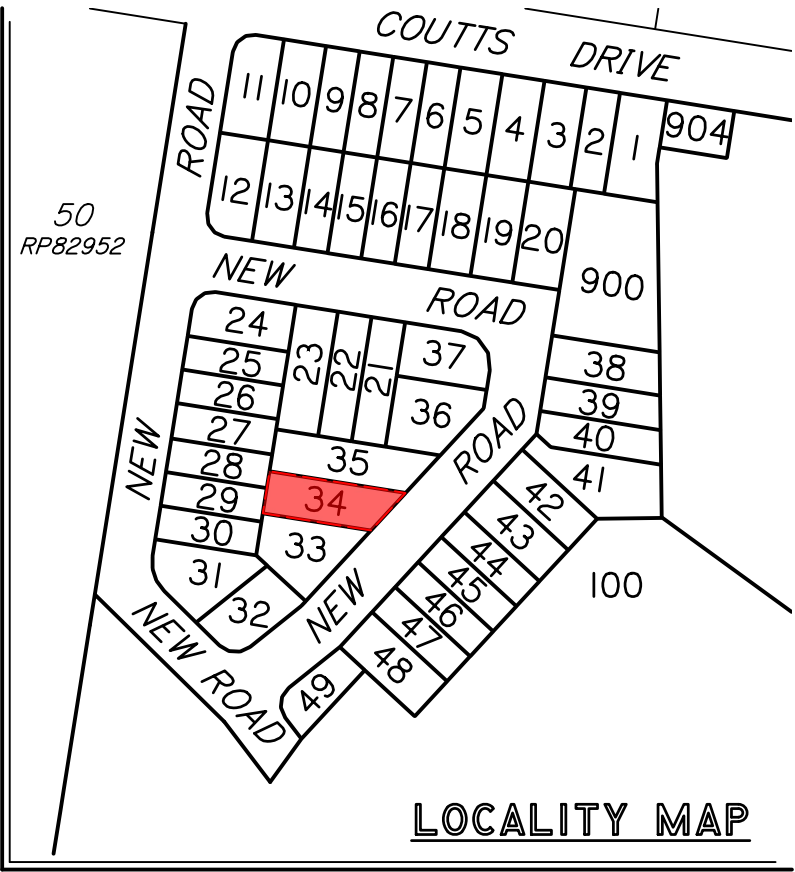 COUTTS DRIVE
ROAD
11 10 9 8 7 6 5 4 3 2 1 904
12 13 14 15 16 17 18 19 20
50
RP82952
NEW ROAD
900
24 23 22 21 37
25
26 36
27
28 35
29 34
30 33
31 32
NEW
ROAD
NEW
38
39
40
41
42
43
44
45
46
47
48
49
100
NEW ROAD
LOCALITY MAP